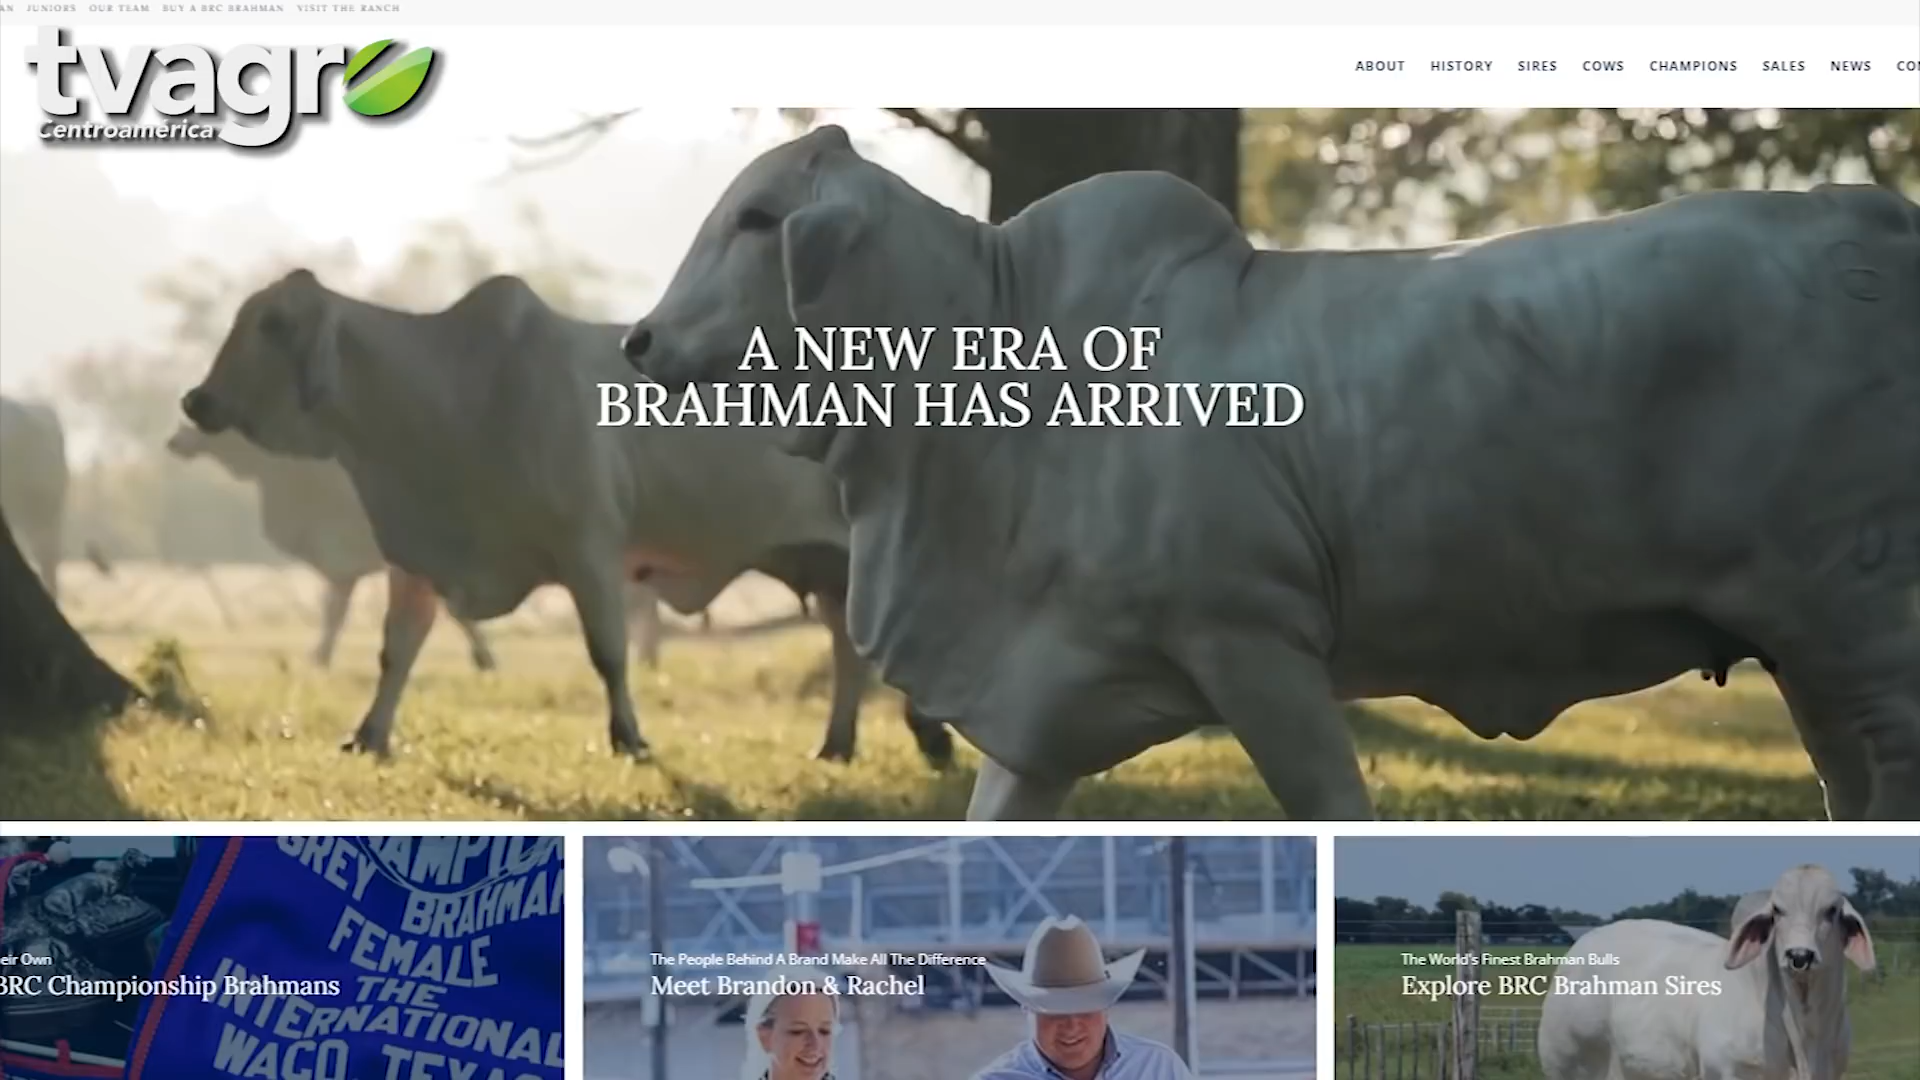 JUNIORS OUR TEAM BUY A BRC BRAHMAN VISIT THE RANCH
tvagro
Centroamérica
ABOUT HISTORY SIRES COWS CHAMPIONS SALES NEWS
A NEW ERA OF
BRAHMAN HAS ARRIVED
GREY
BRAHMAN
FEMALE
THE
INTERNATIONAL
WACO, TEXAS
BRC Championship Brahmans
The People Behind A Brand Make All The Difference
Meet Brandon & Rachel
The World's Finest Brahman Bulls
Explore BRC Brahman Sires